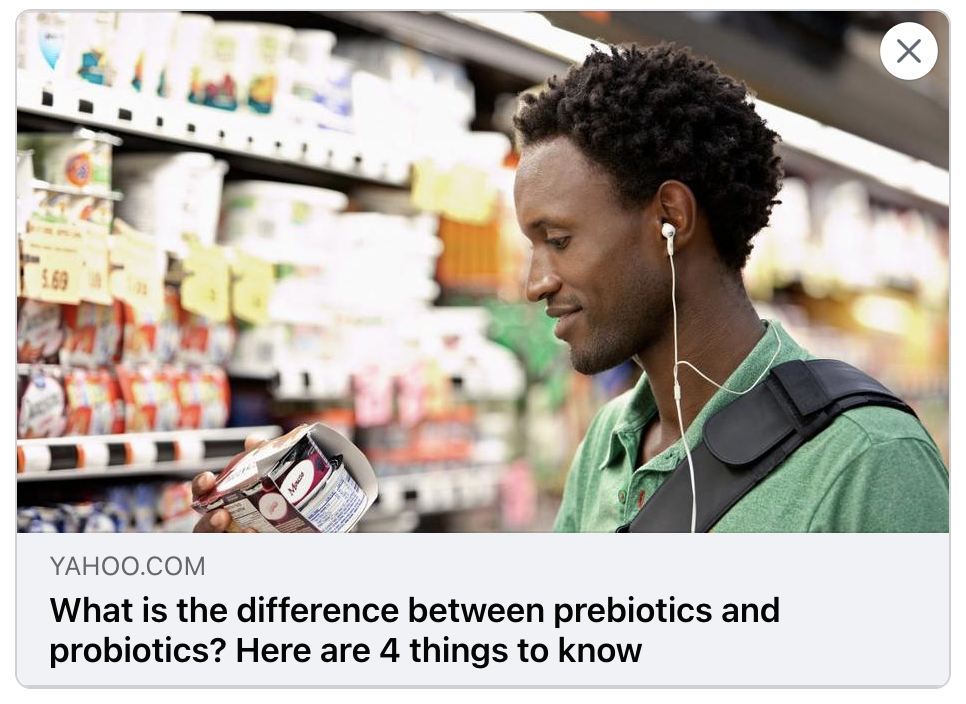 5.69
YAHOO.COM
What is the difference between prebiotics and
probiotics? Here are 4 things to know